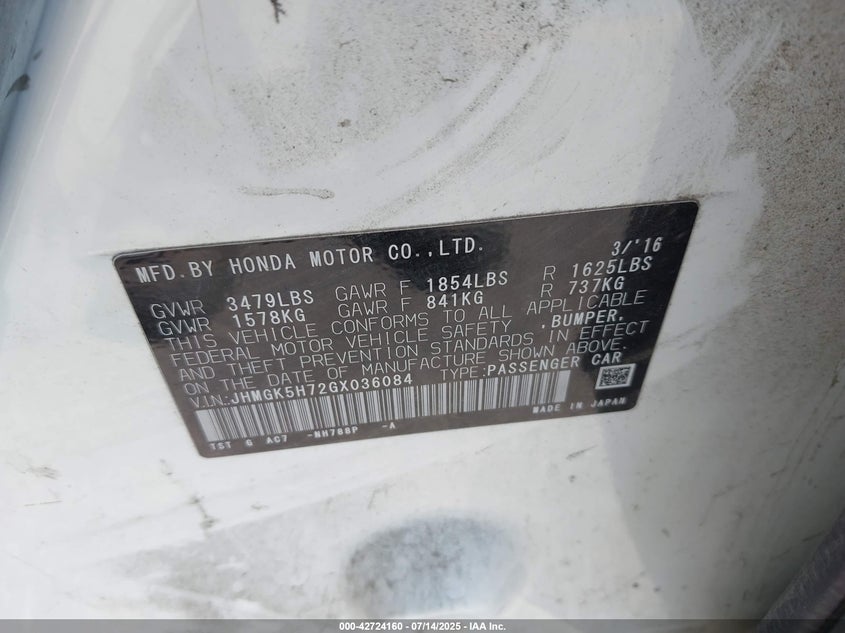 MFD.BY HONDA MOTOR CO.,LTD. 3/'16
GVWR 3479LBS GAWR F 1854LBS R 1625LBS
GVWR 1578KG GAWR F 841KG R 737KG
THIS VEHICLE CONFORMS TO ALL APPLICABLE
FEDERAL MOTOR VEHICLE SAFETY ,BUMPER,
AND THEFT PREVENTION STANDARDS IN EFFECT
ON THE DATE OF MANUFACTURE SHOWN ABOVE.
V.I.N:JHMGK5H72GX036084 TYPE:PASSENGER CAR
MADE IN JAPAN
TST G AC7 -NH788P -A
000-42724160 - 07/14/2025 - IAA Inc.